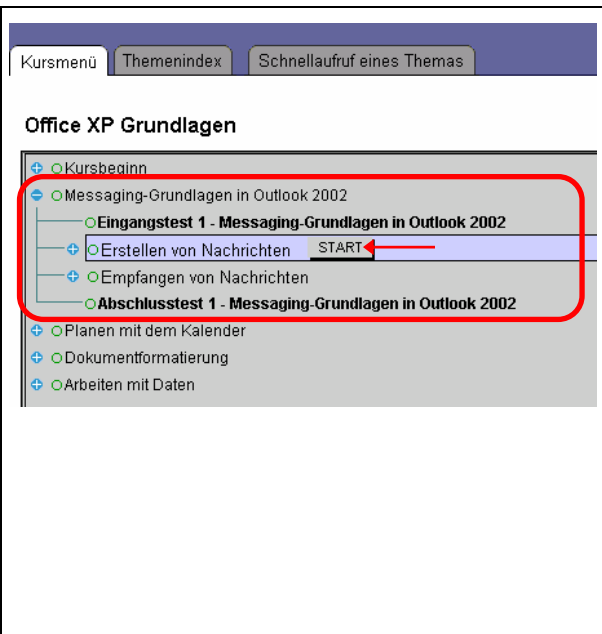 Kursmenü Themenindex Schnellaufruf eines Themas
Office XP Grundlagen
Kursbeginn
Messaging-Grundlagen in Outlook 2002
Eingangstest 1 - Messaging-Grundlagen in Outlook 2002
Erstellen von Nachrichten START
Empfangen von Nachrichten
Abschlusstest 1 - Messaging-Grundlagen in Outlook 2002
Planen mit dem Kalender
Dokumentformatierung
Arbeiten mit Daten